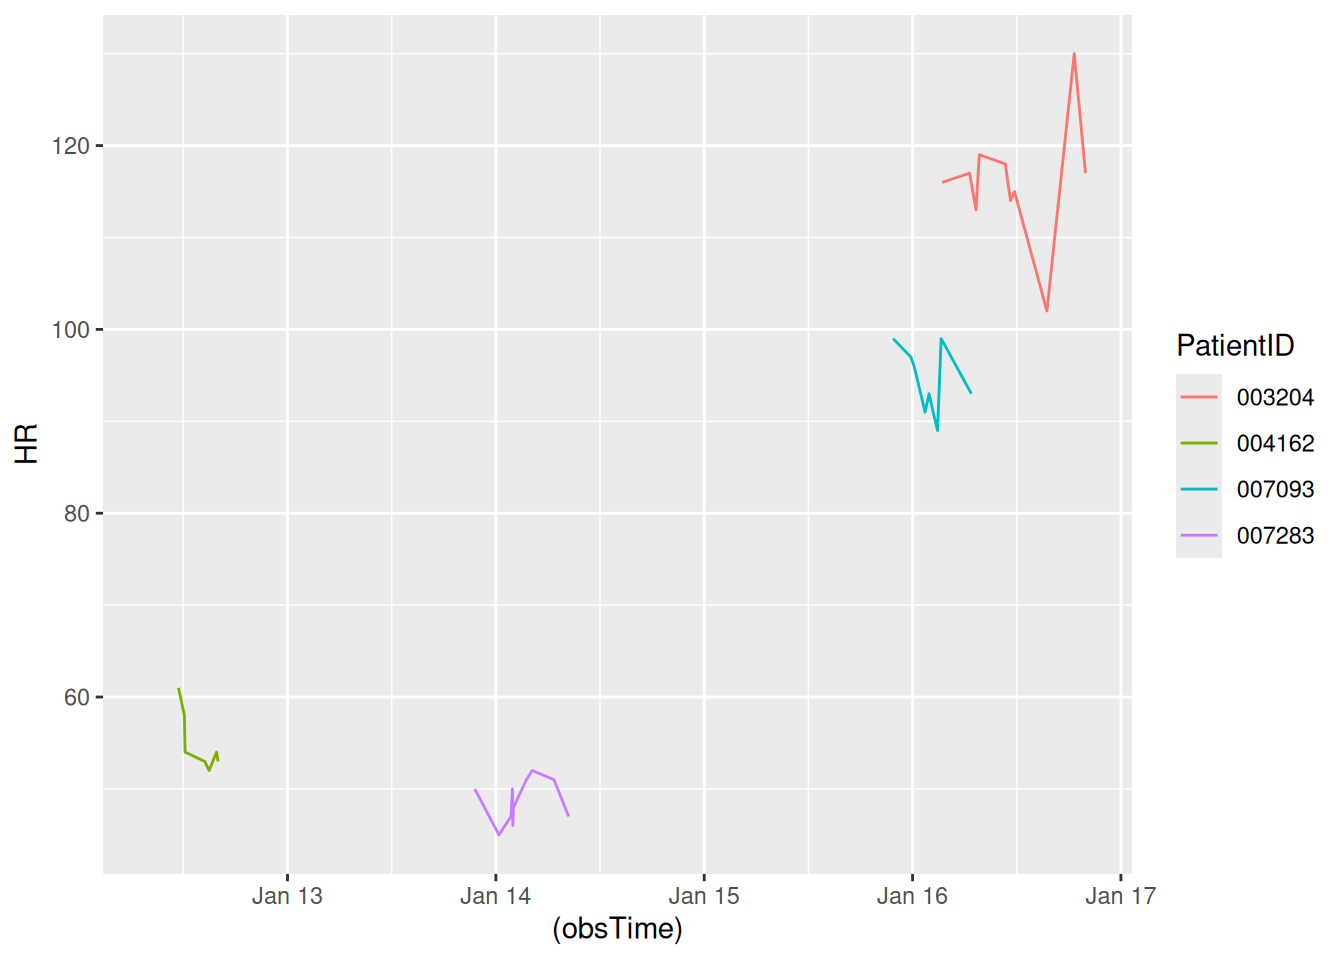 120
100
80
60
HR
Jan 13
Jan 14
Jan 15
Jan 16
Jan 17
(obsTime)
PatientID
003204
004162
007093
007283